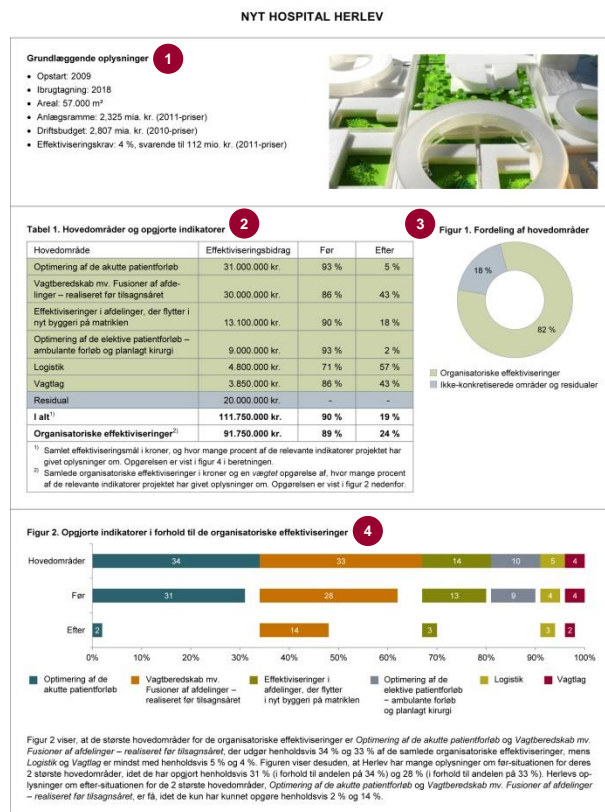 NYT HOSPITAL HERLEV
Grundlæggende oplysninger 1
• Opstart: 2009
• Ibrugtagning: 2018
• Areal: 57.000 m²
• Anlægsramme: 2,325 mia. kr. (2011-priser)
• Driftsbudget: 2,807 mia. kr. (2010-priser)
• Effektiviseringskrav: 4 %, svarende til 112 mio. kr. (2011-priser)
Tabel 1. Hovedområder og opgjorte indikatorer 2
Hovedområde Effektiviseringsbidrag Før Efter
Optimering af de akutte patientforløb 31.000.000 kr. 93 % 5 %
Vagtberedskab mv. Fusioner af afde-
linger – realiseret før tilsagnsåret 30.000.000 kr. 86 % 43 %
Effektiviseringer i afdelinger, der flytter
i nyt byggeri på matriklen 13.100.000 kr. 90 % 18 %
Optimering af de elektive patientforløb –
ambulante forløb og planlagt kirurgi 9.000.000 kr. 93 % 2 %
Logistik 4.800.000 kr. 71 % 57 %
Vagtlag 3.850.000 kr. 86 % 43 %
Residual 20.000.000 kr. - -
I alt¹⁾ 111.750.000 kr. 90 % 19 %
Organisatoriske effektiviseringer²⁾ 91.750.000 kr. 89 % 24 %
¹⁾ Samlet effektiviseringsmål i kroner, og hvor mange procent af de relevante indikatorer projektet har
givet oplysninger om. Opgørelsen er vist i figur 4 i beretningen.
²⁾ Samlede organisatoriske effektiviseringer i kroner og en vægtet opgørelse af, hvor mange procent
af de relevante indikatorer projektet har givet oplysninger om. Opgørelsen er vist i figur 2 nedenfor.
3 Figur 1. Fordeling af hovedområder
18 %
82 %
Organisatoriske effektiviseringer
Ikke-konkretiserede områder og residualer
Figur 2. Opgjorte indikatorer i forhold til de organisatoriske effektiviseringer 4
Hovedområder 34 33 14 10 5 4
Før 31 28 13 9 4 4
Efter 2 14 3 3 2
0% 10% 20% 30% 40% 50% 60% 70% 80% 90% 100%
Optimering af de
akutte patientforløb
Vagtberedskab mv.
Fusioner af afdelinger –
realiseret før tilsagnsåret
Effektiviseringer i
afdelinger, der flytter
i nyt byggeri på matriklen
Optimering af de
elektive patientforløb
– ambulante forløb
og planlagt kirurgi
Logistik
Vagtlag
Figur 2 viser, at de største hovedområder for de organisatoriske effektiviseringer er Optimering af de akutte patientforløb og Vagtberedskab mv.
Fusioner af afdelinger – realiseret før tilsagnsåret, der udgør henholdsvis 34 % og 33 % af de samlede organisatoriske effektiviseringer, mens
Logistik og Vagtlag er mindst med henholdsvis 5 % og 4 %. Figuren viser desuden, at Herlev har mange oplysninger om før-situationen for deres
2 største hovedområder, idet de har opgjort henholdsvis 31 % (i forhold til andelen på 34 %) og 28 % (i forhold til andelen på 33 %). Herlevs op-
lysninger om efter-situationen for de 2 største hovedområder, Optimering af de akutte patientforløb og Vagtberedskab mv. Fusioner af afdelinger
– realiseret før tilsagnsåret, er få, idet de kun har kunnet opgøre henholdsvis 2 % og 14 %.